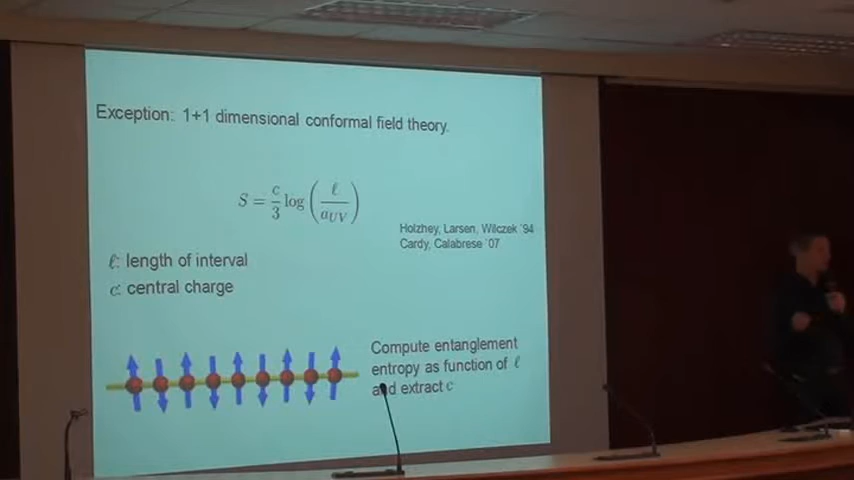 Exception: 1+1 dimensional conformal field theory.
S = c/3 log(ℓ/a_UV)
Holzhey, Larsen, Wilczek ´94
Cardy, Calabrese ´07
ℓ: length of interval
c: central charge
Compute entanglement
entropy as function of ℓ
and extract c